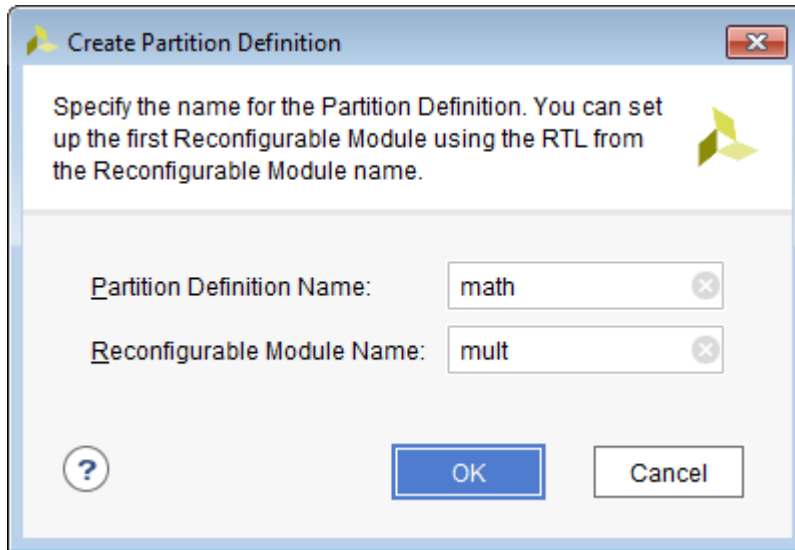 Create Partition Definition
Specify the name for the Partition Definition. You can set
up the first Reconfigurable Module using the RTL from
the Reconfigurable Module name.
Partition Definition Name: math
Reconfigurable Module Name: mult
? OK Cancel